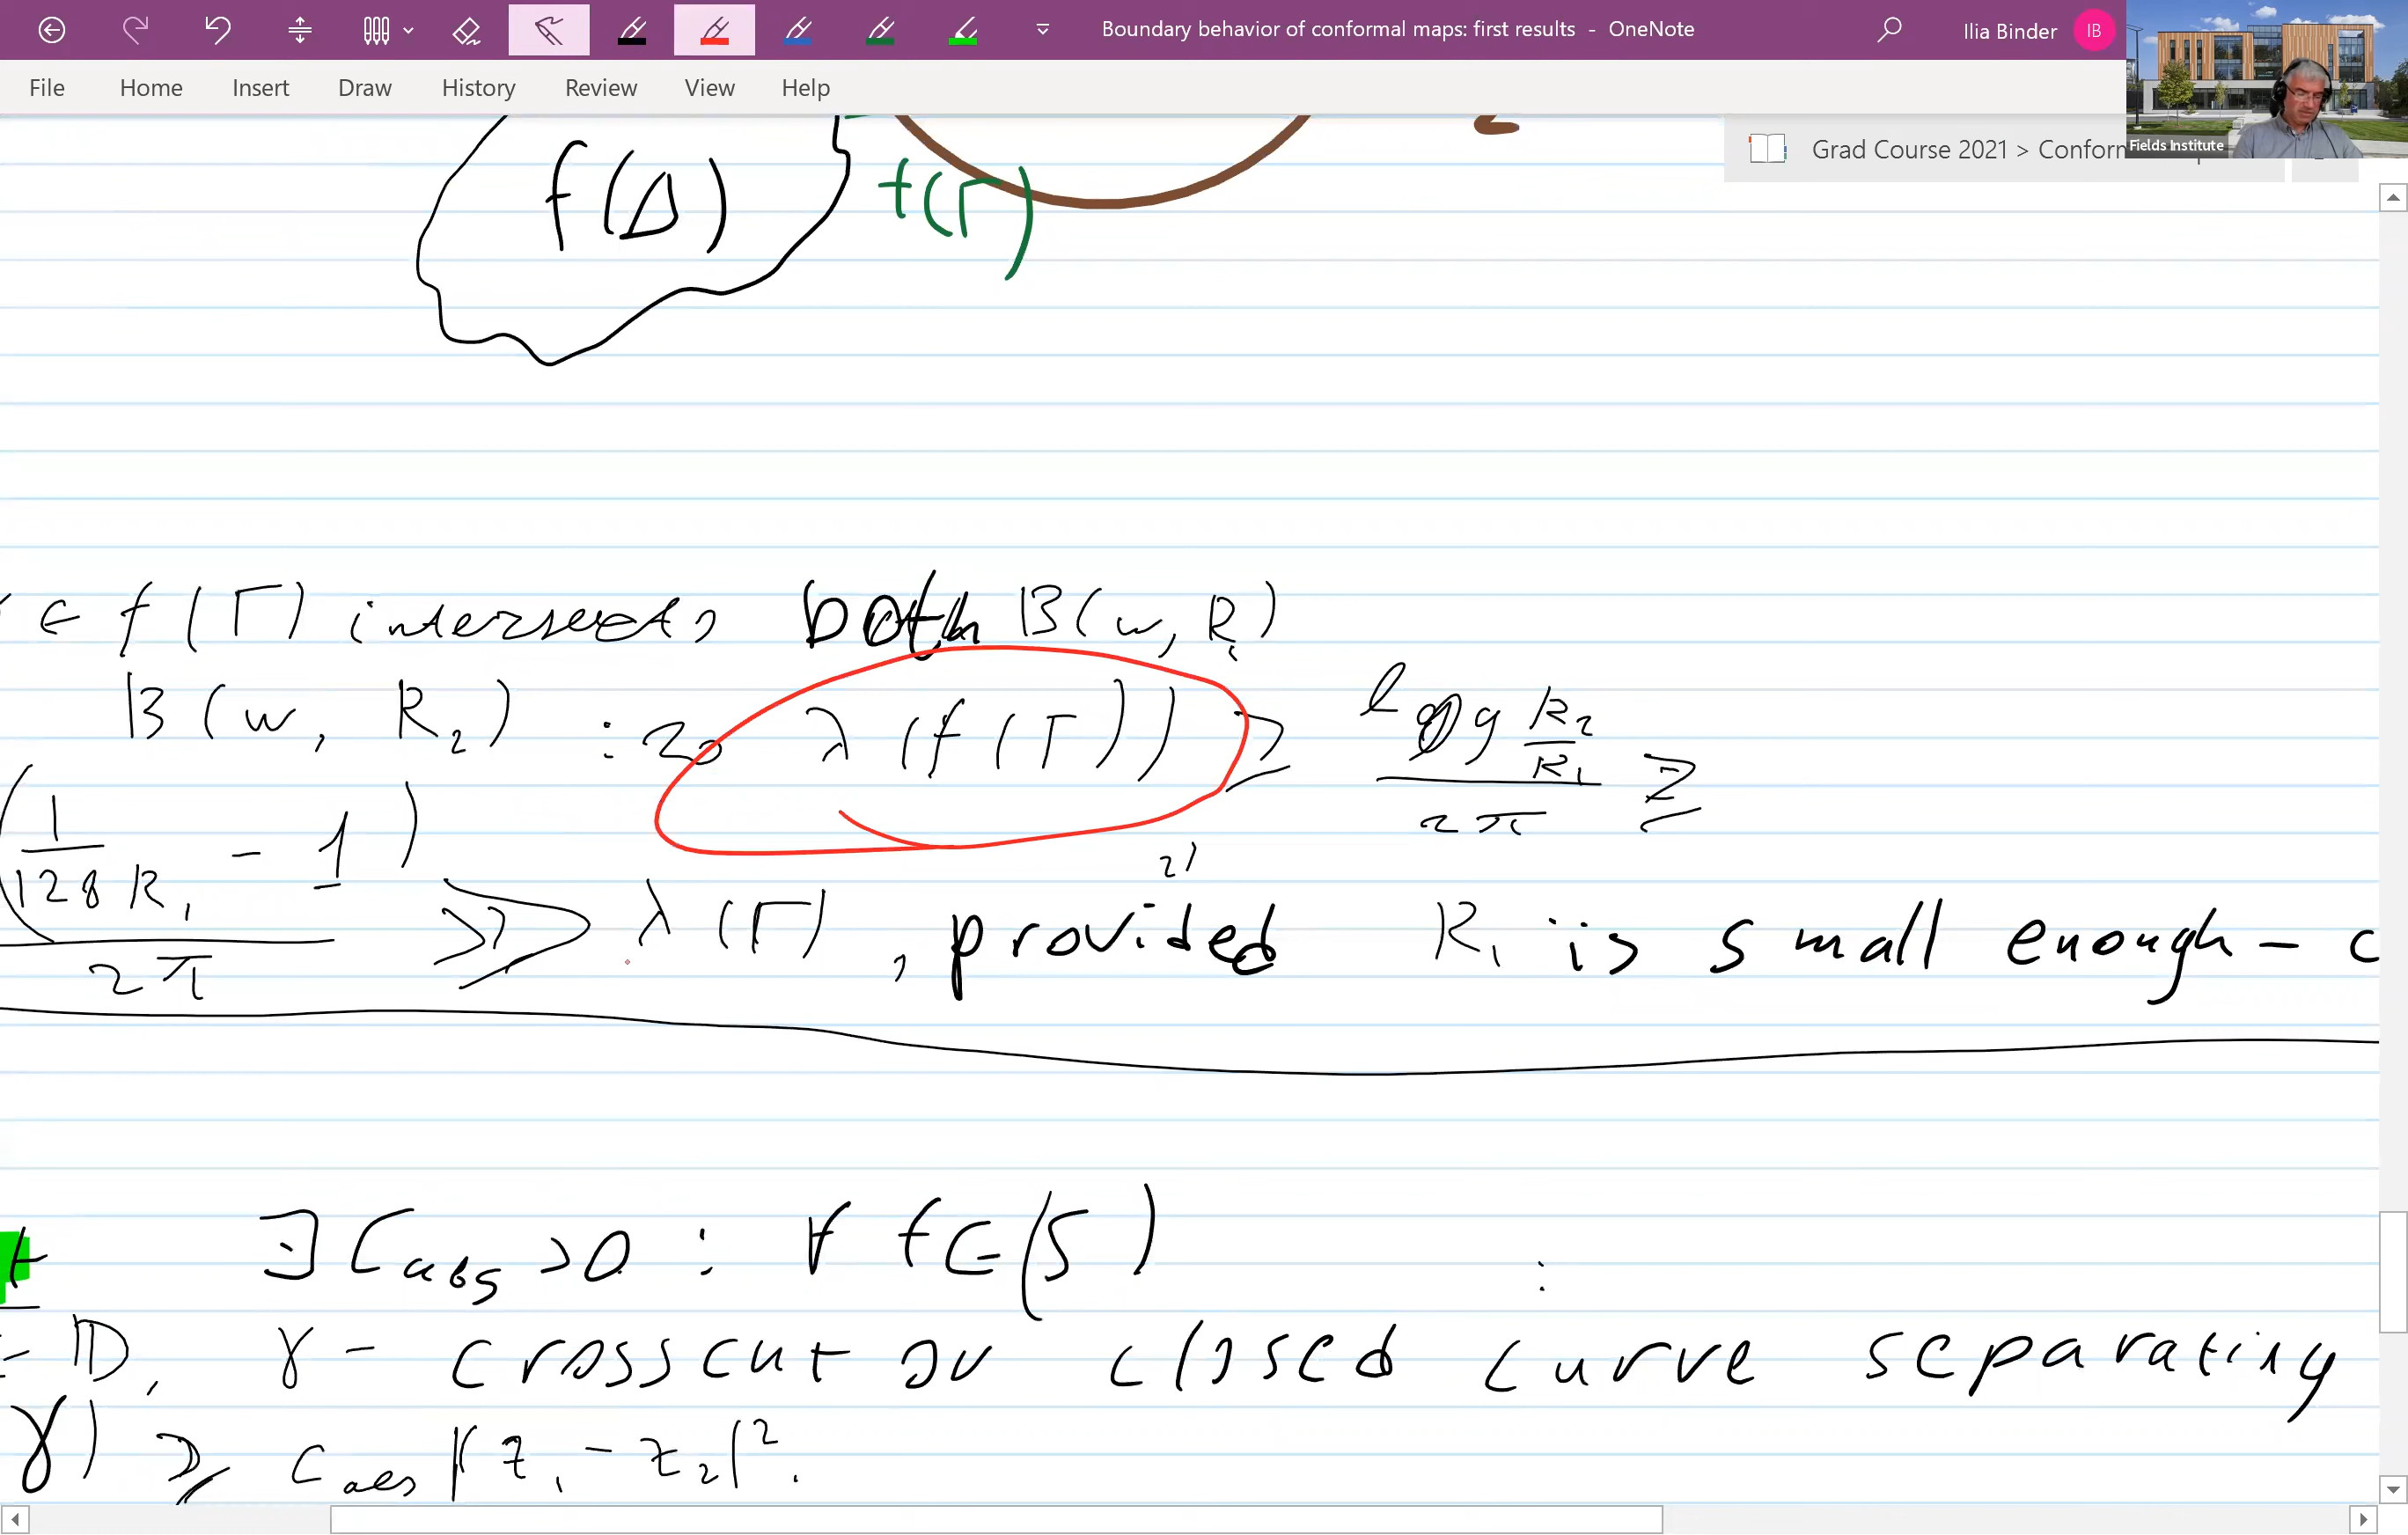 Boundary behavior of conformal maps: first results - OneNote
Ilia Binder
IB
File Home Insert Draw History Review View Help
Fields Institute
Grad Course 2021 > Conform
2
f(Δ)
f(Γ)
∈ f(Γ) intersects both B(w, R₁)
B(w, R₂) : so λ(f(Γ)) ≥ log R₂/R₁ / 2π ≥
(1/128R₁ - 1) / 2π >> λ(Γ), provided R₁ is small enough - c
t ∃ C_abs > 0 : ∀ f ∈ (S) :
- 𝔻, γ - crosscut or closed curve separating
γ) ≥ C_abs |z₁ - z₂|².